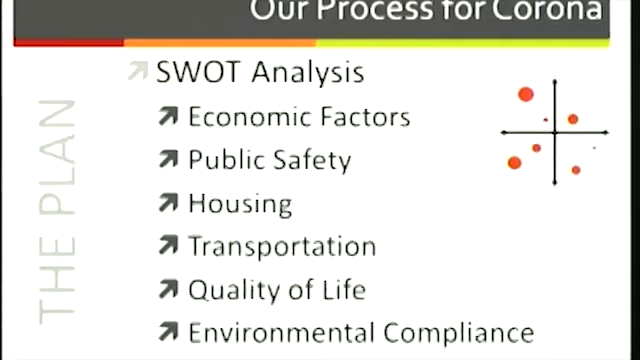 Our Process for Corona
THE PLAN
SWOT Analysis
Economic Factors
Public Safety
Housing
Transportation
Quality of Life
Environmental Compliance